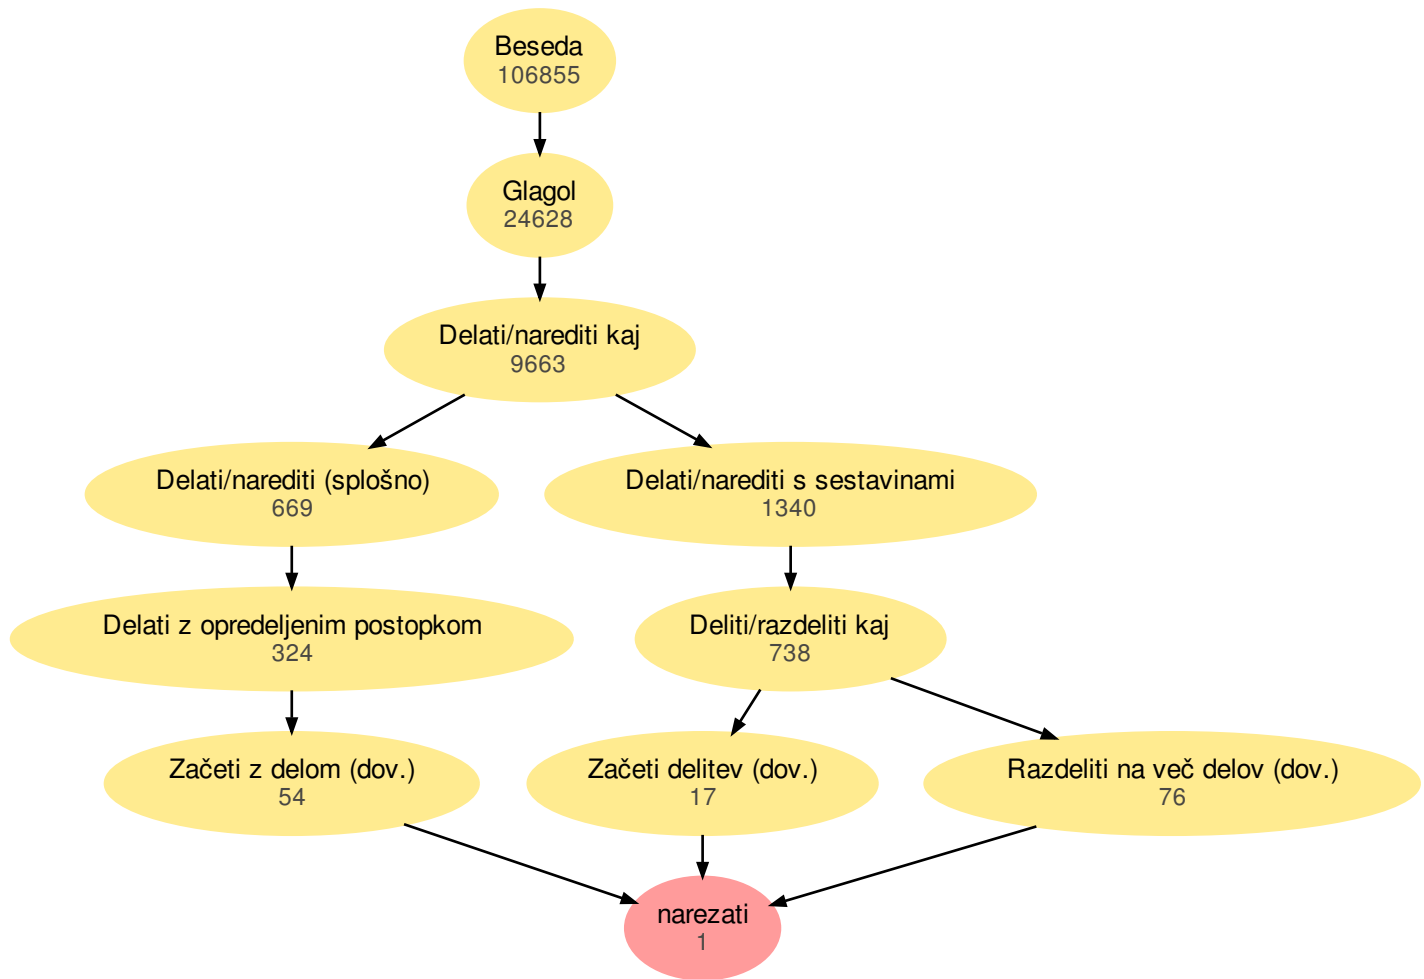 Beseda
106855
Glagol
24628
Delati/narediti kaj
9663
Delati/narediti (splošno)
669
Delati/narediti s sestavinami
1340
Delati z opredeljenim postopkom
324
Deliti/razdeliti kaj
738
Začeti z delom (dov.)
54
Začeti delitev (dov.)
17
Razdeliti na več delov (dov.)
76
narezati
1